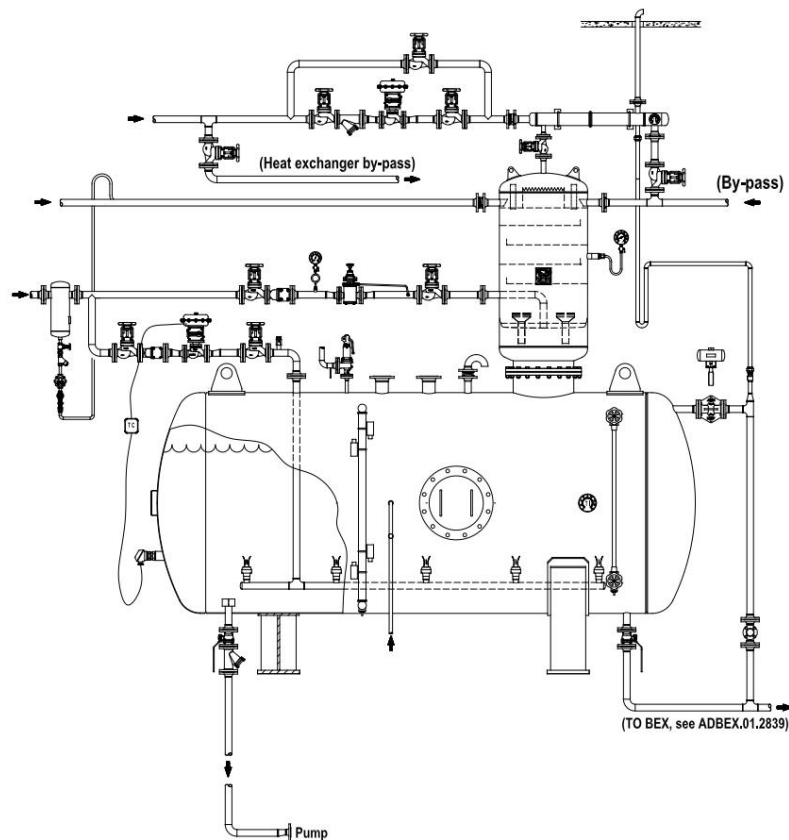 (Heat exchanger by-pass)
(By-pass)
TC
(TO BEX, see ADBEX.01.2839)
Pump